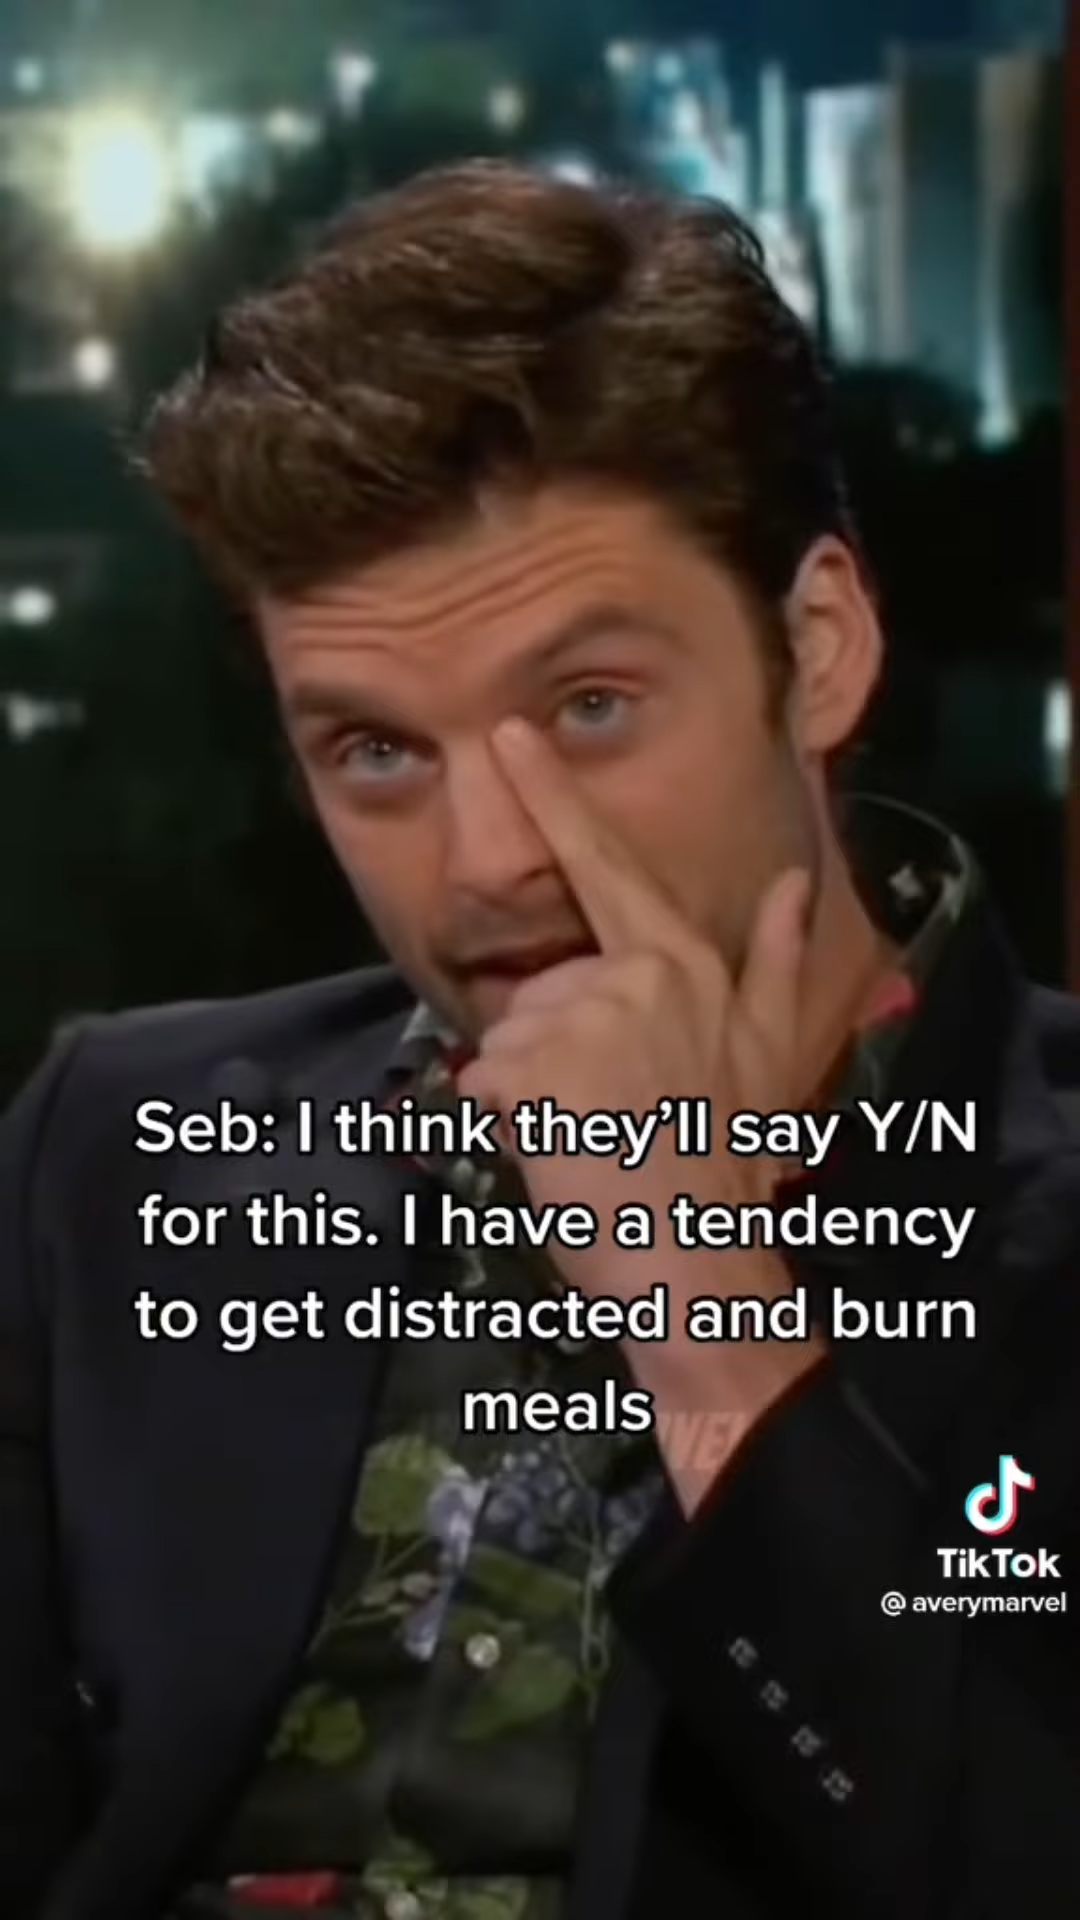 Seb: I think they’ll say Y/N
for this. I have a tendency
to get distracted and burn
meals
TikTok
@averymarvel